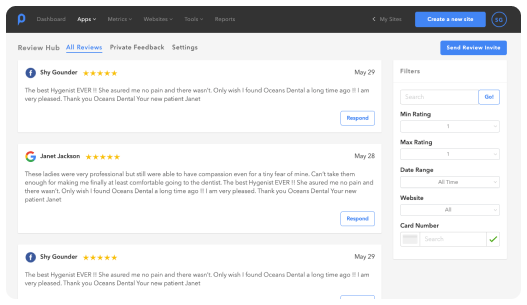 Dashboard Apps Metrics Websites Tools Reports My Sites Create a new site SG
Review Hub All Reviews Private Feedback Settings Send Review Invite
Shy Gounder May 29
The best Hygenist EVER !! She asured me no pain and there wasn't. Only wish I found Oceans Dental a long time ago !! I am
very pleased. Thank you Oceans Dental Your new patient Janet
Respond
Janet Jackson May 28
These ladies were very professional but still were able to have compassion even for a tiny fear of mine. Can't take them
enough for making me finally at least comfortable going to the dentist. The best Hygenist EVER !! She asured me no pain and
there wasn't. Only wish I found Oceans Dental a long time ago !! I am very pleased. Thank you Oceans Dental Your new
patient Janet
Respond
Shy Gounder May 29
The best Hygenist EVER !! She asured me no pain and there wasn't. Only wish I found Oceans Dental a long time ago !! I am
very pleased. Thank you Oceans Dental Your new patient Janet
Respond
Filters
Search Go!
Min Rating
1
Max Rating
1
Date Range
All Time
Website
All
Card Number
Search